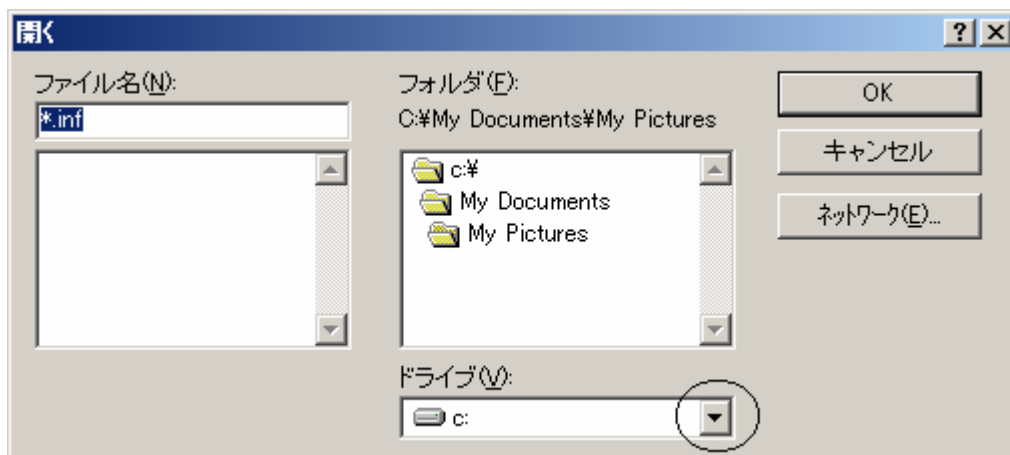 開く
ファイル名(N):
*.inf
フォルダ(F):
C:¥My Documents¥My Pictures
c:¥
My Documents
My Pictures
ドライブ(V):
c:
OK
キャンセル
ネットワーク(E)...